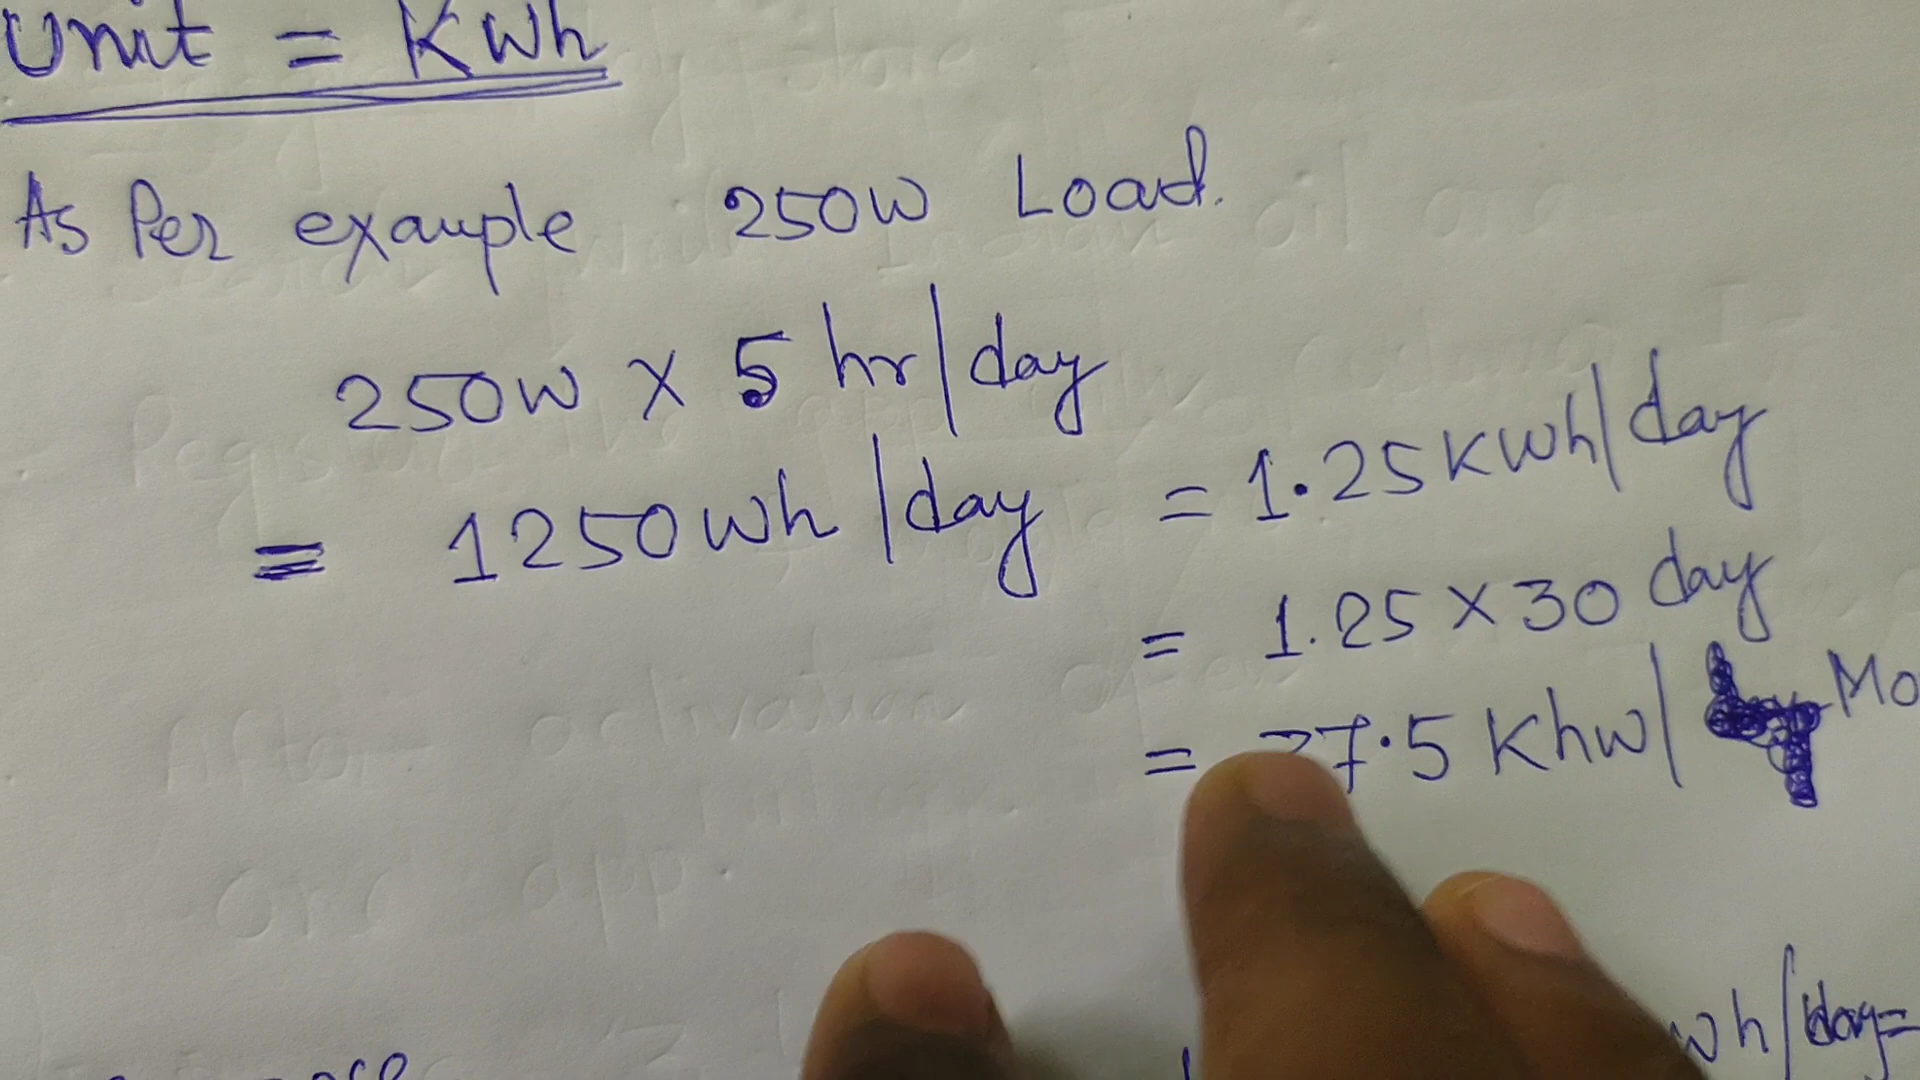 Unit = KWh
As Per example 250W Load.
250W X 5 hr/day
= 1250Wh/day = 1.25KWh/day
= 1.25 X 30 day
= 7.5 Khw/ Mo
wh/day=